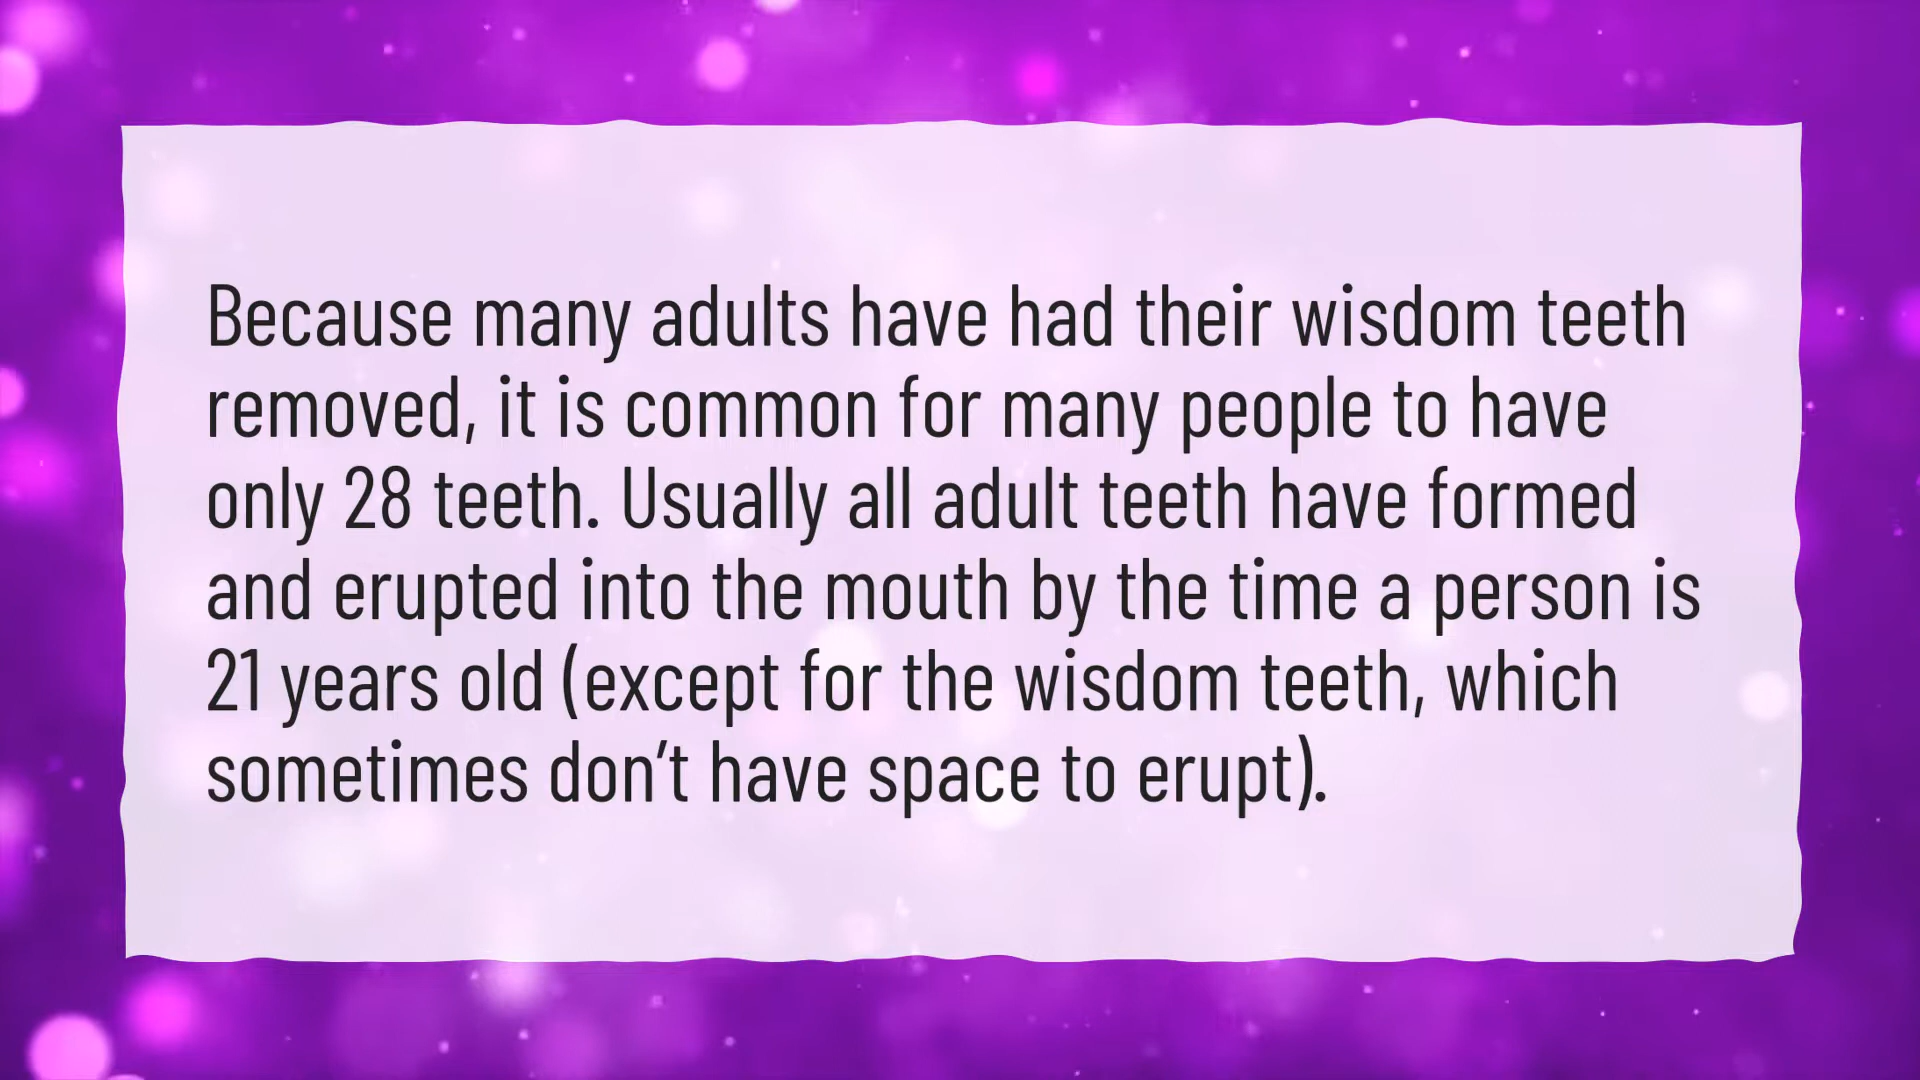 Because many adults have had their wisdom teeth
removed, it is common for many people to have
only 28 teeth. Usually all adult teeth have formed
and erupted into the mouth by the time a person is
21 years old (except for the wisdom teeth, which
sometimes don’t have space to erupt).